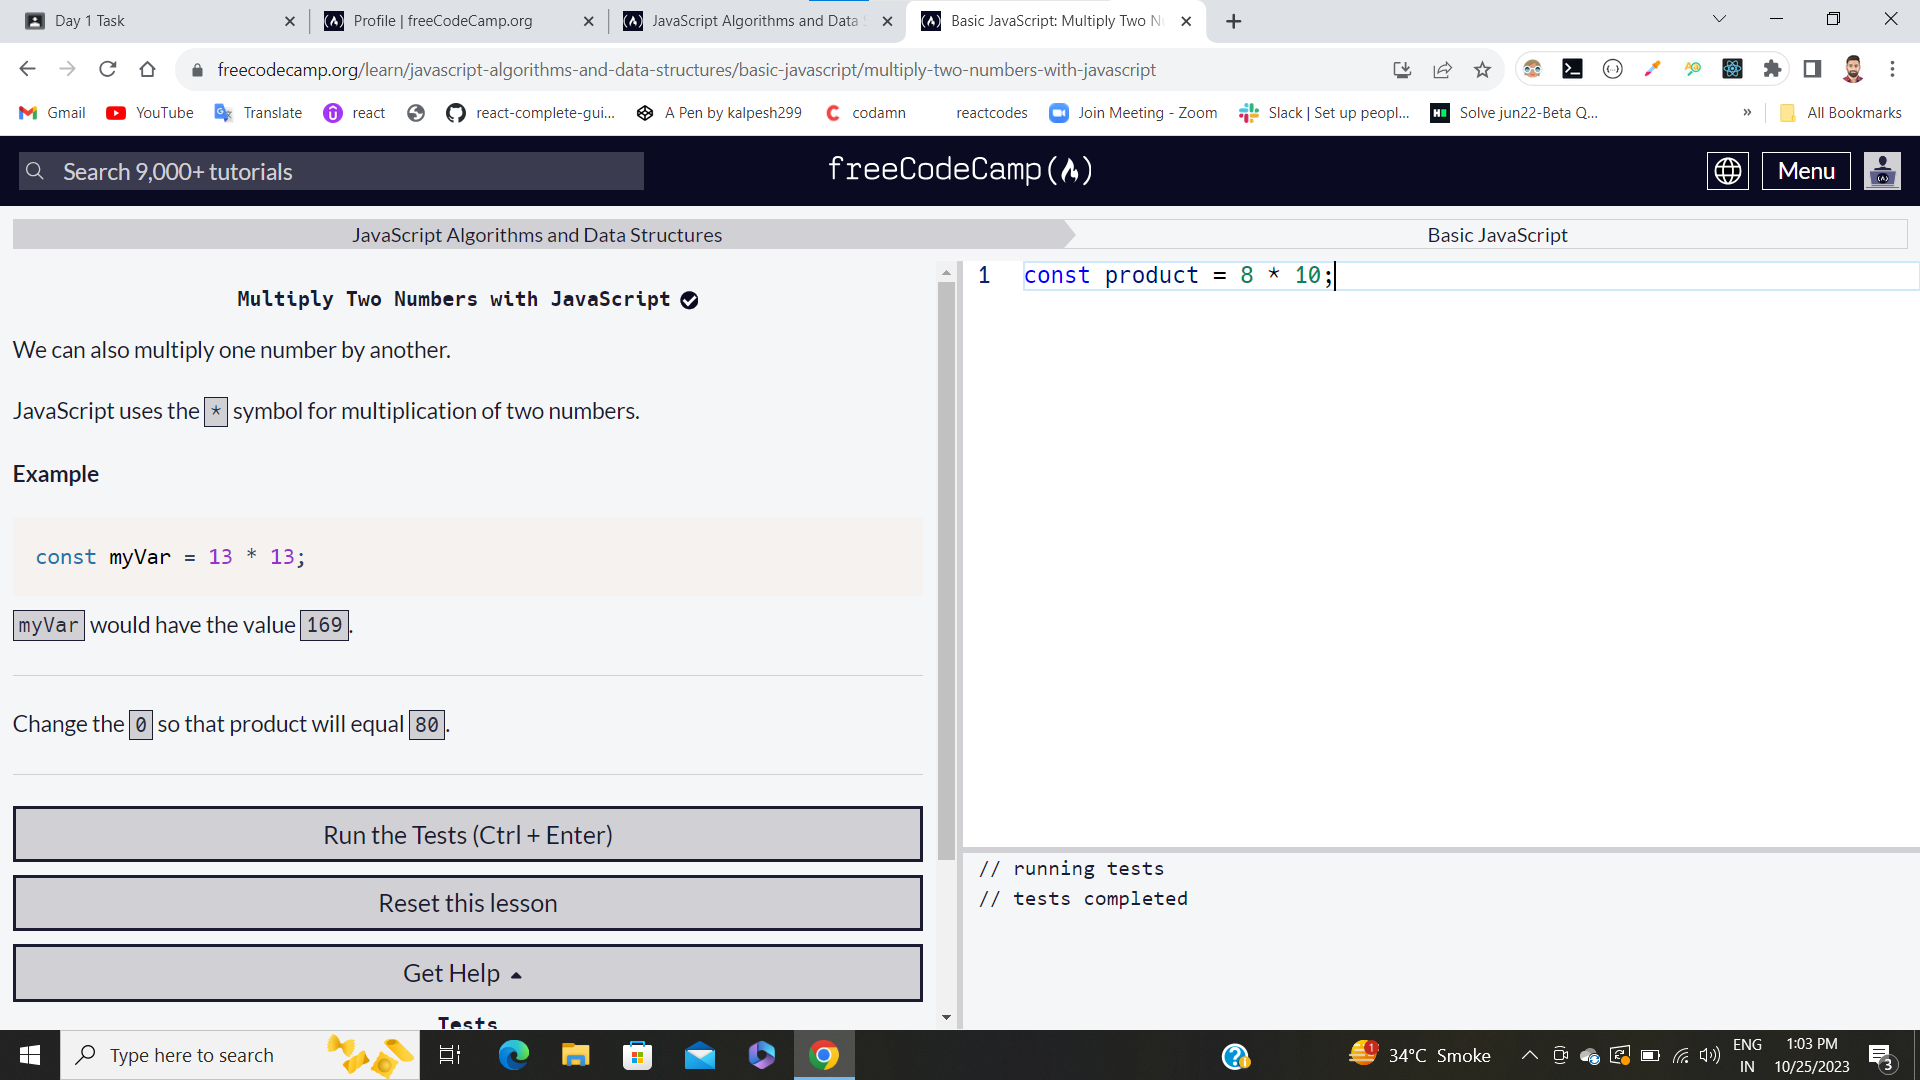 Day 1 Task
Profile | freeCodeCamp.org
JavaScript Algorithms and Data
Basic JavaScript: Multiply Two N
freecodecamp.org/learn/javascript-algorithms-and-data-structures/basic-javascript/multiply-two-numbers-with-javascript
Gmail
YouTube
Translate
react
react-complete-gui...
A Pen by kalpesh299
codamn
reactcodes
Join Meeting - Zoom
Slack | Set up peopl...
Solve jun22-Beta Q...
»
All Bookmarks
Search 9,000+ tutorials
freeCodeCamp
Menu
JavaScript Algorithms and Data Structures
Basic JavaScript
Multiply Two Numbers with JavaScript
We can also multiply one number by another.
JavaScript uses the * symbol for multiplication of two numbers.
Example
const myVar = 13 * 13;
myVar would have the value 169.
Change the 0 so that product will equal 80.
Run the Tests (Ctrl + Enter)
Reset this lesson
Get Help
Tests
1 const product = 8 * 10;
// running tests
// tests completed
Type here to search
1
34°C Smoke
ENG
IN
1:03 PM
10/25/2023
3